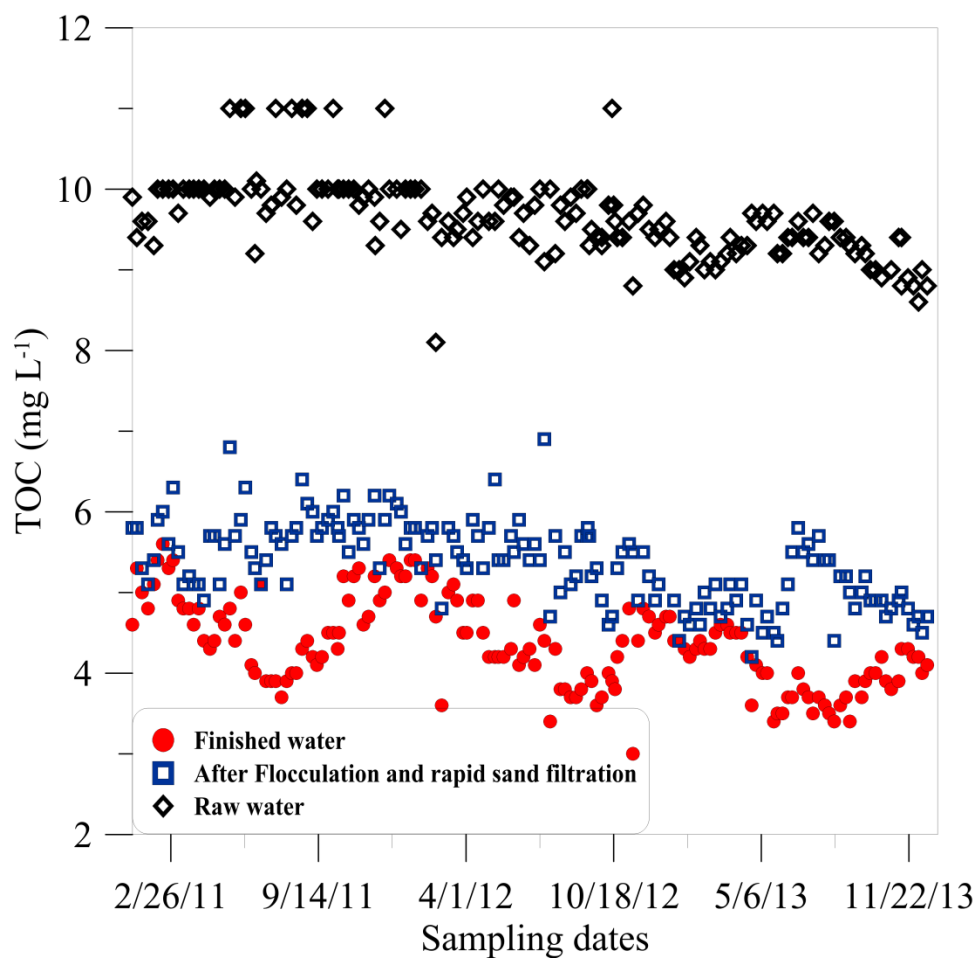 12
10
8
6
4
2
TOC (mg L⁻¹)
Finished water
After Flocculation and rapid sand filtration
Raw water
2/26/11 9/14/11 4/1/12 10/18/12 5/6/13 11/22/13
Sampling dates